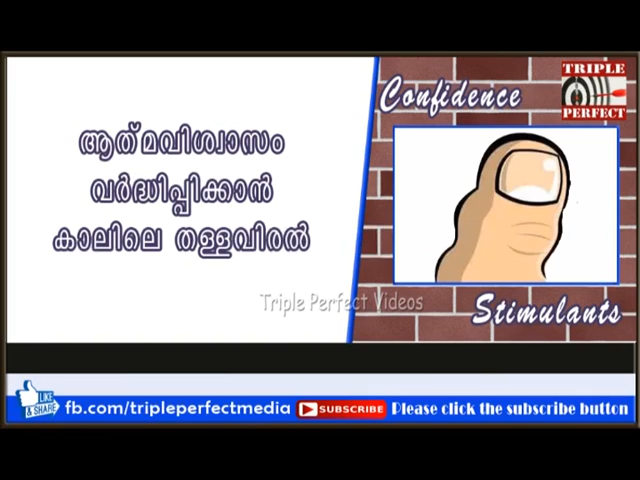 ആത്മവിശ്വാസം
വർദ്ധിപ്പിക്കാൻ
കാലിലെ തള്ളവിരൽ
Confidence
TRIPLE
PERFECT
Stimulants
Triple Perfect Videos
LIKE
& SHARE
fb.com/tripleperfectmedia
SUBSCRIBE
Please click the subscribe button